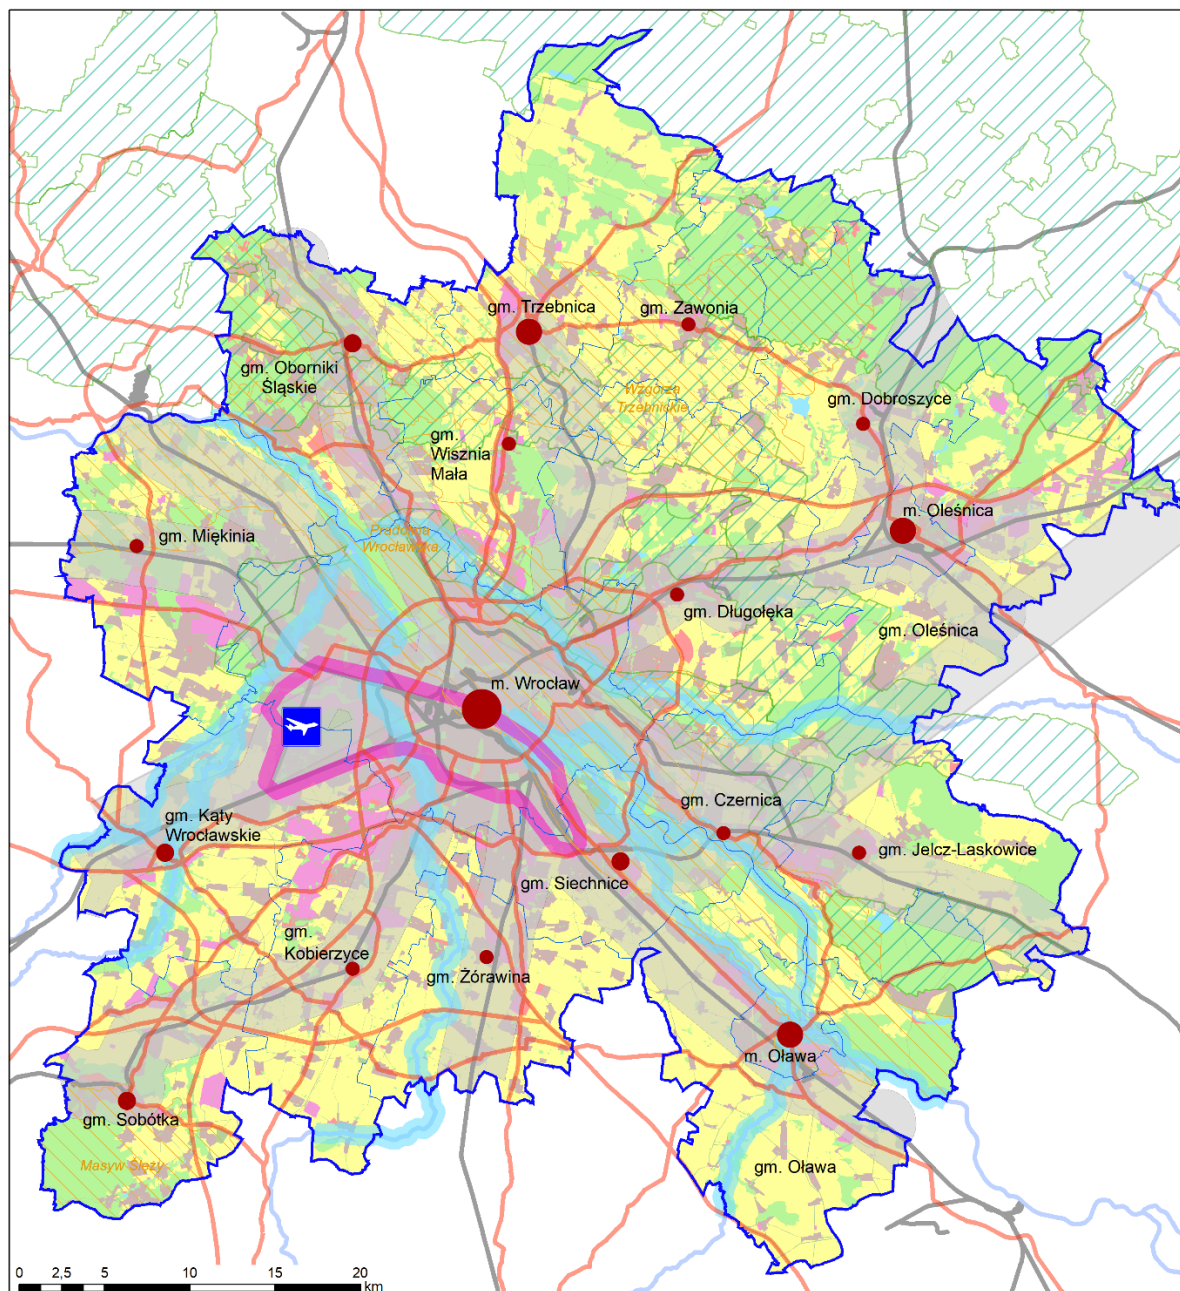 gm. Trzebnica
gm. Zawonia
gm. Oborniki
Śląskie
Wzgórza
Trzebnickie
gm. Dobroszyce
gm.
Wisznia
Mała
m. Oleśnica
gm. Miękinia
Pradolina
Wrocławska
gm. Długołęka
gm. Oleśnica
m. Wrocław
gm. Czernica
gm. Kąty
Wrocławskie
gm. Jelcz-Laskowice
gm. Siechnice
gm.
Kobierzyce
gm. Żórawina
m. Oława
gm. Sobótka
Masyw Ślęży
gm. Oława
0 2,5 5 10 15 20
km